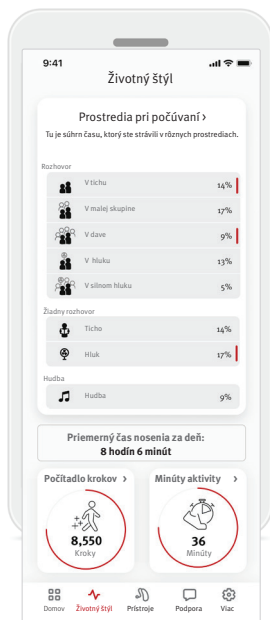 9:41
Životný štýl
Prostredia pri počúvaní ›
Tu je súhrn času, ktorý ste strávili v rôznych prostrediach.
Rozhovor
V tichu 14%
V malej skupine 17%
V dave 9%
V hluku 13%
V silnom hluku 5%
Žiadny rozhovor
Ticho 14%
Hluk 17%
Hudba
Hudba 9%
Priemerný čas nosenia za deň:
8 hodín 6 minút
Počítadlo krokov › Minúty aktivity ›
8,550 36
Kroky Minúty
Domov Životný štýl Prístroje Podpora Viac